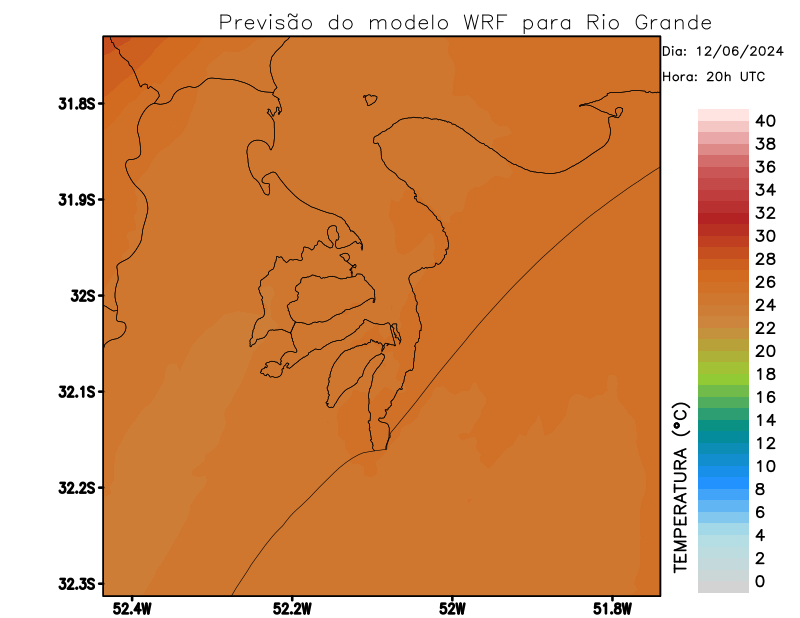 Previsão do modelo WRF para Rio Grande
Dia: 12/06/2024
Hora: 20h UTC
31.8S
31.9S
32S
32.1S
32.2S
32.3S
52.4W
52.2W
52W
51.8W
TEMPERATURA (°C)
40
38
36
34
32
30
28
26
24
22
20
18
16
14
12
10
8
6
4
2
0